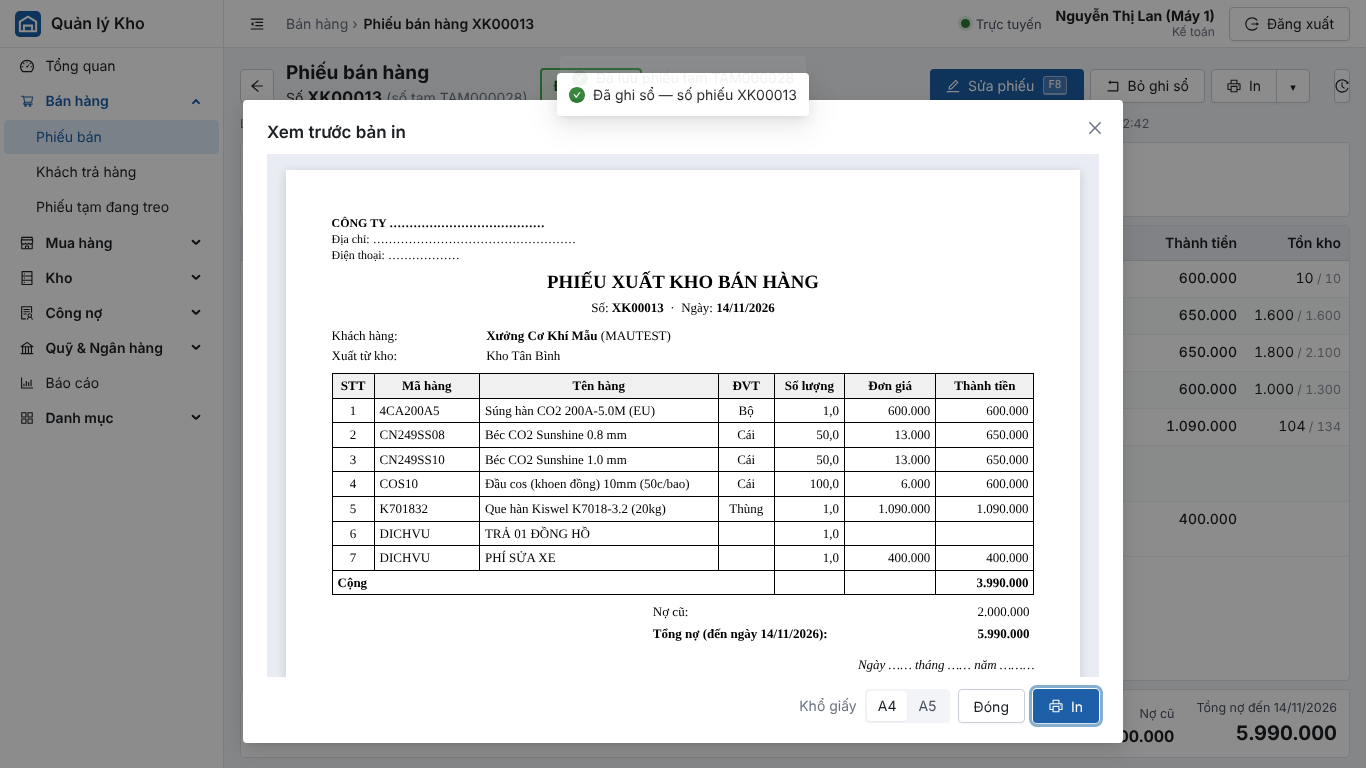 Quản lý Kho
Bán hàng › Phiếu bán hàng XK00013
Trực tuyến
Nguyễn Thị Lan (Máy 1)
Kế toán
Đăng xuất
Tổng quan
Bán hàng
Phiếu bán
Khách trả hàng
Phiếu tạm đang treo
Mua hàng
Kho
Công nợ
Quỹ & Ngân hàng
Báo cáo
Danh mục
Phiếu bán hàng
Số XK00013 (số tạm TAM000028)
Đã lưu phiếu tạm TAM000028
Đã ghi sổ — số phiếu XK00013
Sửa phiếu F8
Bỏ ghi sổ
In
2:42
Xem trước bản in
CÔNG TY .......................................
Địa chỉ: ...................................................
Điện thoại: ..................
PHIẾU XUẤT KHO BÁN HÀNG
Số: XK00013 · Ngày: 14/11/2026
Khách hàng: Xưởng Cơ Khí Mẫu (MAUTEST)
Xuất từ kho: Kho Tân Bình
STT Mã hàng Tên hàng ĐVT Số lượng Đơn giá Thành tiền
1 4CA200A5 Súng hàn CO2 200A-5.0M (EU) Bộ 1,0 600.000 600.000
2 CN249SS08 Béc CO2 Sunshine 0.8 mm Cái 50,0 13.000 650.000
3 CN249SS10 Béc CO2 Sunshine 1.0 mm Cái 50,0 13.000 650.000
4 COS10 Đầu cos (khoen đồng) 10mm (50c/bao) Cái 100,0 6.000 600.000
5 K701832 Que hàn Kiswel K7018-3.2 (20kg) Thùng 1,0 1.090.000 1.090.000
6 DICHVU TRẢ 01 ĐỒNG HỒ 1,0
7 DICHVU PHÍ SỬA XE 1,0 400.000 400.000
Cộng 3.990.000
Nợ cũ: 2.000.000
Tổng nợ (đến ngày 14/11/2026): 5.990.000
Ngày ...... tháng ...... năm .........
Khổ giấy A4 A5 Đóng In
Thành tiền Tồn kho
600.000 10 / 10
650.000 1.600 / 1.600
650.000 1.800 / 2.100
600.000 1.000 / 1.300
1.090.000 104 / 134
400.000
Nợ cũ
00.000
Tổng nợ đến 14/11/2026
5.990.000